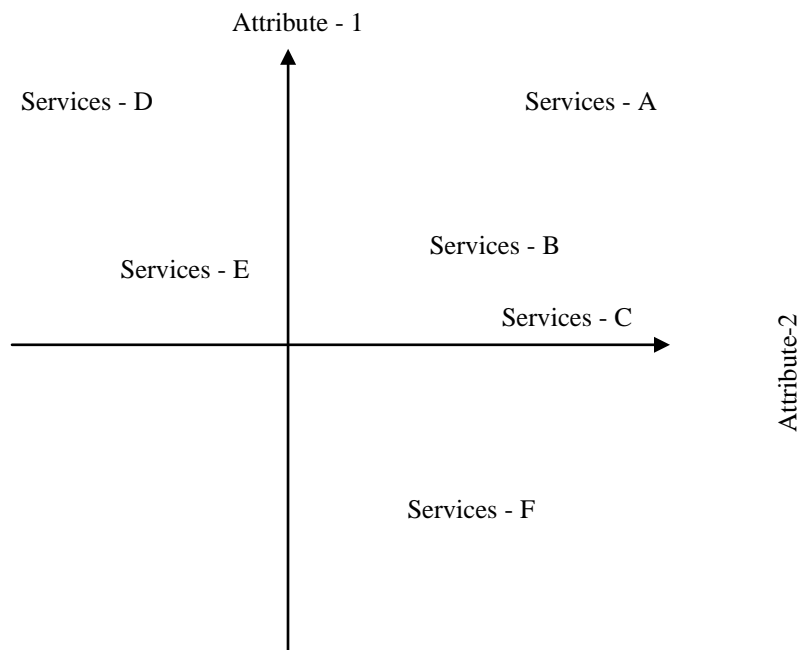 Attribute - 1
Services - D
Services - A
Services - B
Services - E
Services - C
Attribute-2
Services - F